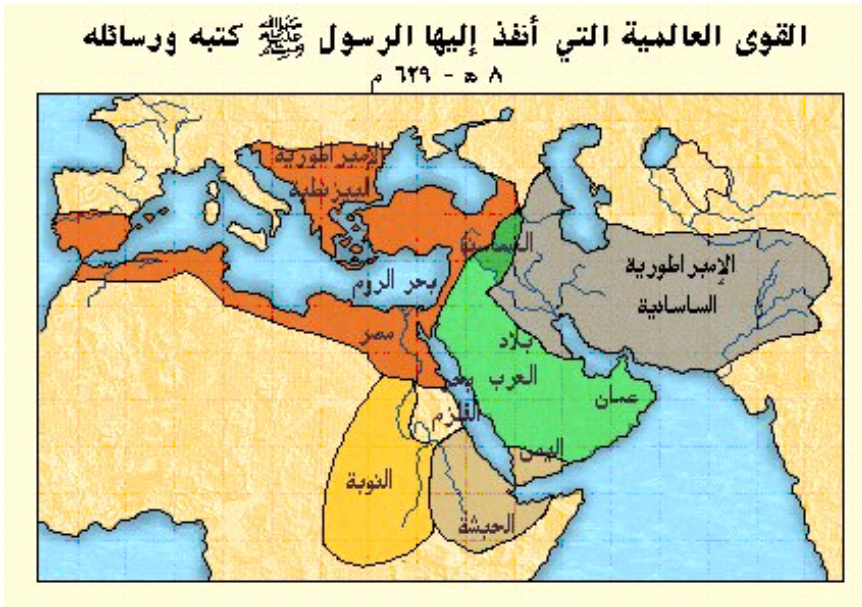 القوى العالمية التي أنفذ إليها الرسول ﷺ كتبه ورسائله
٨ هـ - ٦٢٩ م
الإمبراطورية
البيزنطية
الغساسنة
الإمبراطورية
الساسانية
بحر الروم
مصر
بلاد
العرب
بحر
القلزم
عمان
اليمن
النوبة
الحبشة